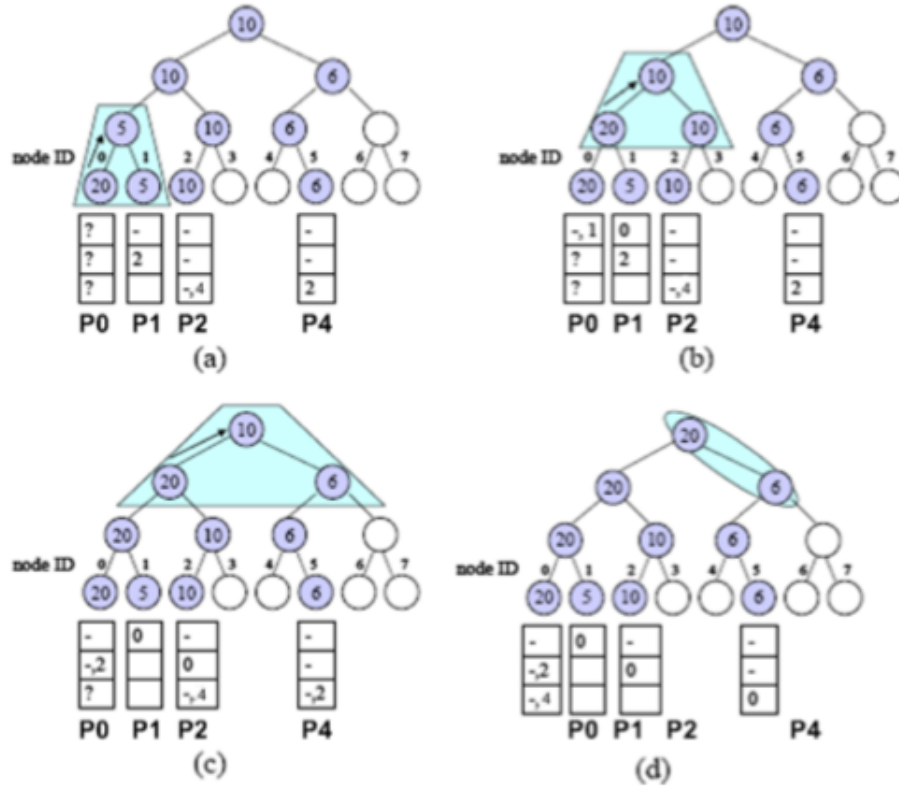 10
10 6
5 10 6
node ID 0 1 2 3 4 5 6 7
20 5 10 6
? - - -
? 2 - -
? -,4 2
P0 P1 P2 P4
(a)
10
10 6
20 10 6
node ID 0 1 2 3 4 5 6 7
20 5 10 6
-, 1 0 - -
? 2 - -
? -,4 2
P0 P1 P2 P4
(b)
10
20 6
20 10 6
node ID 0 1 2 3 4 5 6 7
20 5 10 6
- 0 - -
-,2 0 -
? -,4 -,2
P0 P1 P2 P4
(c)
20
20 6
20 10 6
node ID 0 1 2 3 4 5 6 7
20 5 10 6
- 0 - -
-,2 0 -
-,4 0
P0 P1 P2 P4
(d)